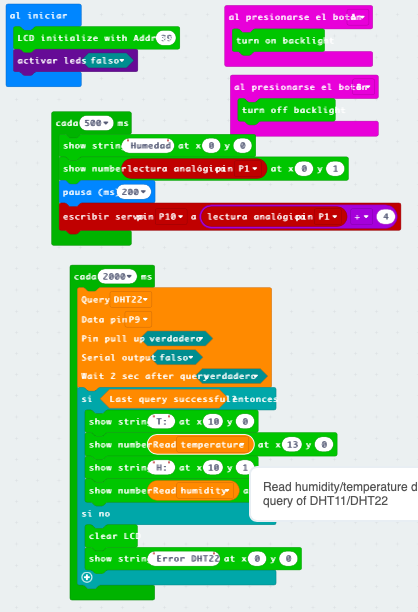 al iniciar
LCD initialize with Addr 39
activar leds falso
al presionarse el botón A
turn on backlight
al presionarse el botón B
turn off backlight
cada 500 ms
show string "Humedad" at x 0 y 0
show number lectura analógica pin P1 at x 0 y 1
pausa (ms) 200
escribir servo pin P10 a lectura analógica pin P1 ÷ 4
cada 2000 ms
Query DHT22
Data pin P9
Pin pull up verdadero
Serial output falso
Wait 2 sec after query verdadero
si Last query successful? entonces
show string "T:" at x 10 y 0
show number Read temperature at x 13 y 0
show string "H:" at x 10 y 1
show number Read humidity a
Read humidity/temperature d
query of DHT11/DHT22
si no
clear LCD
show string "Error DHT22" at x 0 y 0